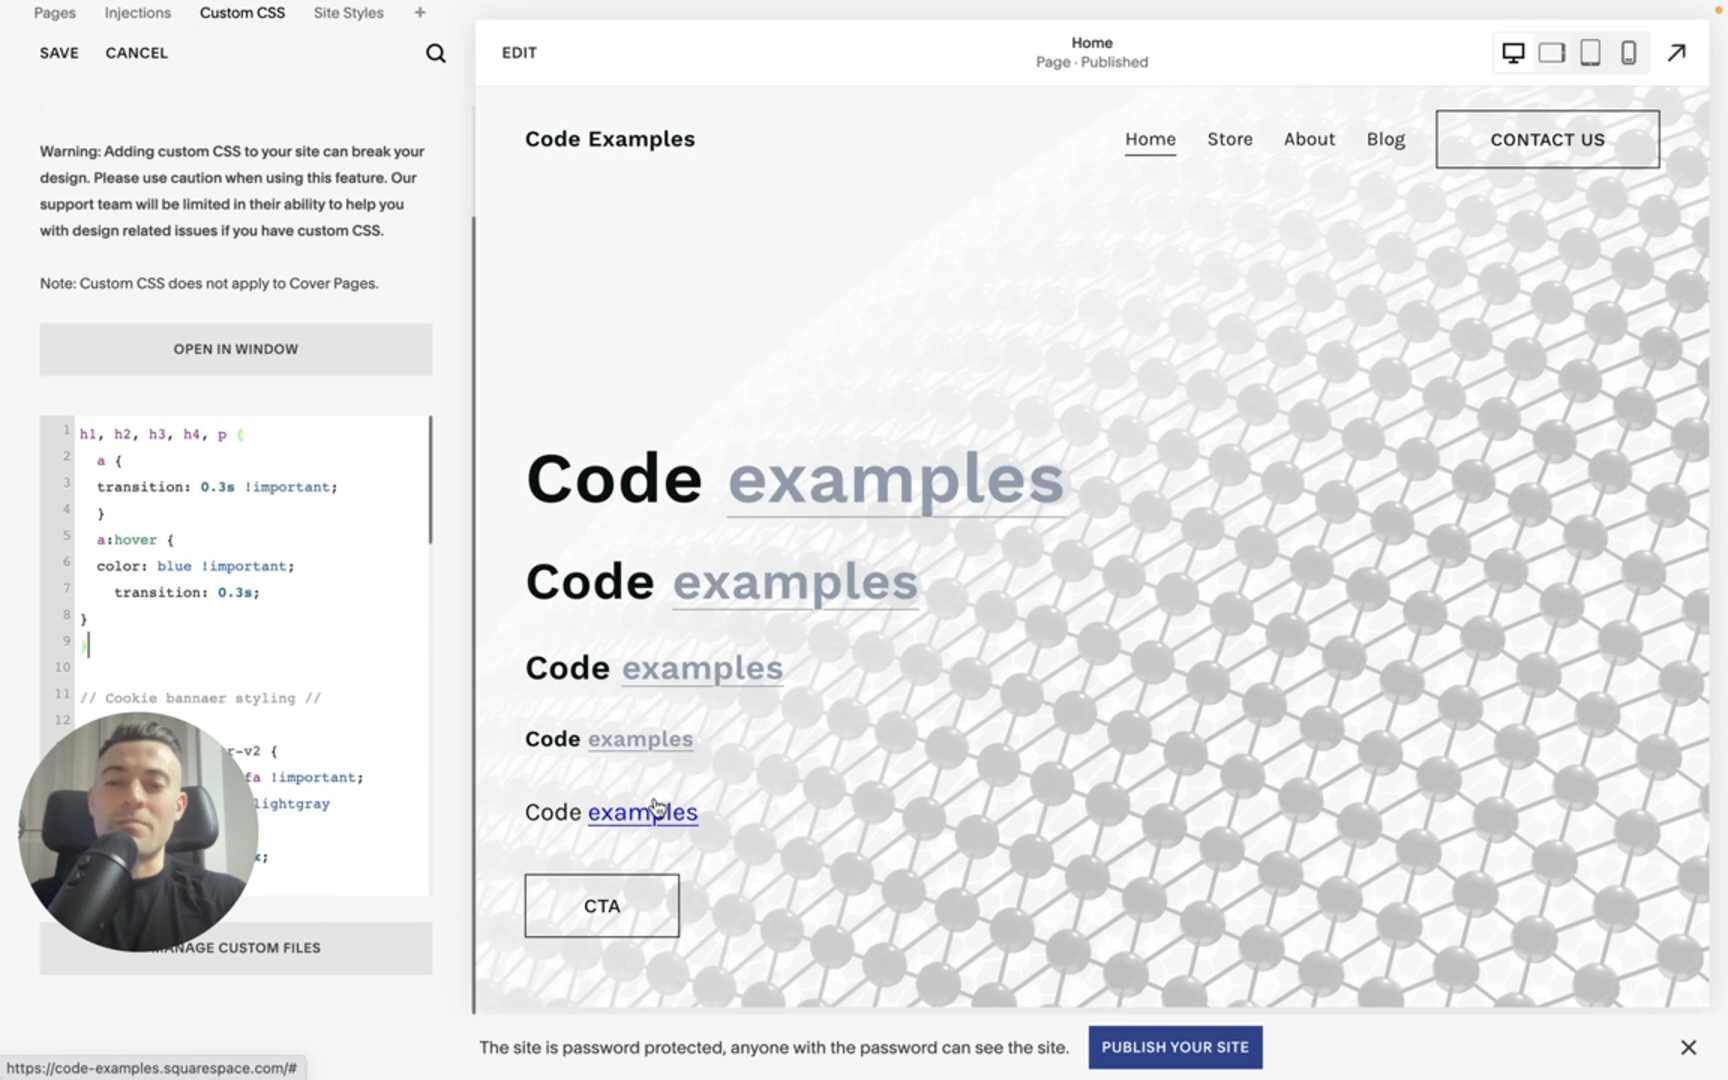 Pages Injections Custom CSS Site Styles +
SAVE CANCEL
Warning: Adding custom CSS to your site can break your
design. Please use caution when using this feature. Our
support team will be limited in their ability to help you
with design related issues if you have custom CSS.
Note: Custom CSS does not apply to Cover Pages.
OPEN IN WINDOW
1 h1, h2, h3, h4, p {
2 a {
3 transition: 0.3s !important;
4 }
5 a:hover {
6 color: blue !important;
7 transition: 0.3s;
8 }
9 }
10
11 // Cookie bannaer styling //
12
r-v2 {
fa !important;
lightgray
x;
MANAGE CUSTOM FILES
https://code-examples.squarespace.com/#
EDIT
Home
Page · Published
Code Examples
Home Store About Blog CONTACT US
Code examples
Code examples
Code examples
Code examples
Code examples
CTA
The site is password protected, anyone with the password can see the site. PUBLISH YOUR SITE